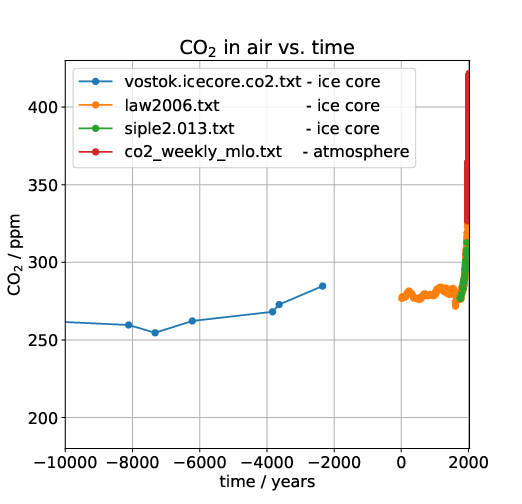 CO₂ in air vs. time
vostok.icecore.co2.txt - ice core
law2006.txt - ice core
siple2.013.txt - ice core
co2_weekly_mlo.txt - atmosphere
400
350
300
250
200
CO₂ / ppm
−10000 −8000 −6000 −4000 −2000 0 2000
time / years